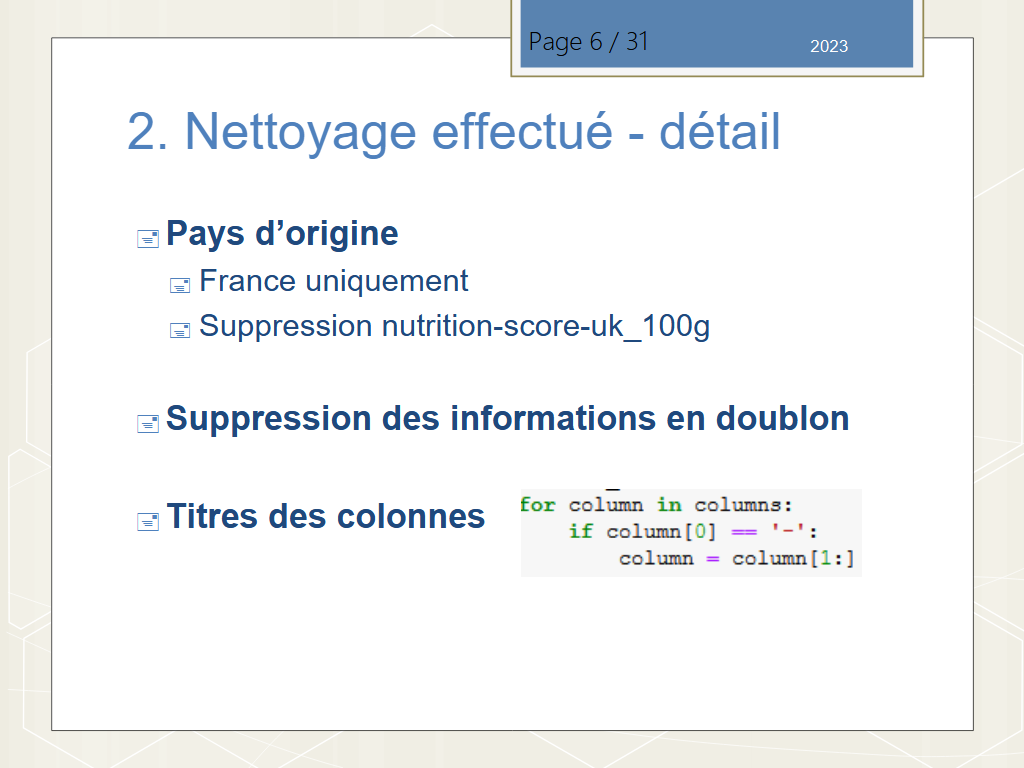 Page 6 / 31
2023
2. Nettoyage effectué - détail
Pays d’origine
France uniquement
Suppression nutrition-score-uk_100g
Suppression des informations en doublon
Titres des colonnes
for column in columns:
    if column[0] == '-':
        column = column[1:]